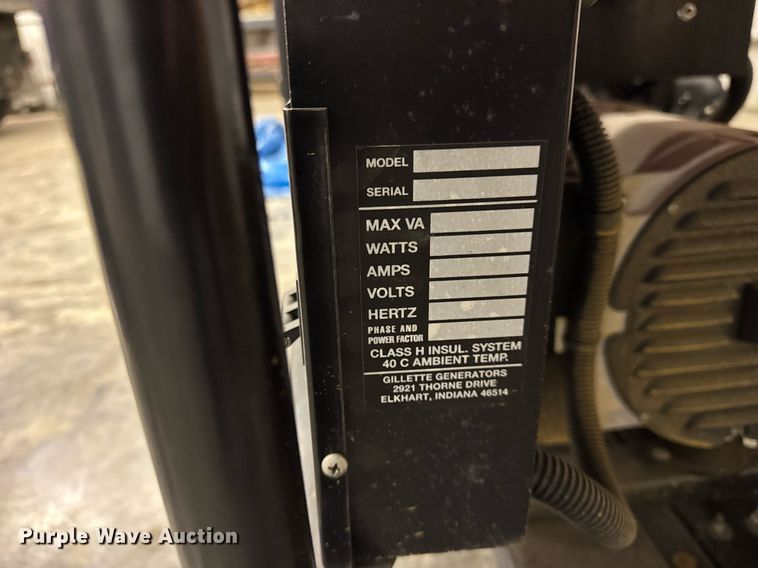 MODEL
SERIAL
MAX VA
WATTS
AMPS
VOLTS
HERTZ
PHASE AND
POWER FACTOR
CLASS H INSUL. SYSTEM
40 C AMBIENT TEMP.
GILLETTE GENERATORS
2921 THORNE DRIVE
ELKHART, INDIANA 46514
Purple Wave Auction®